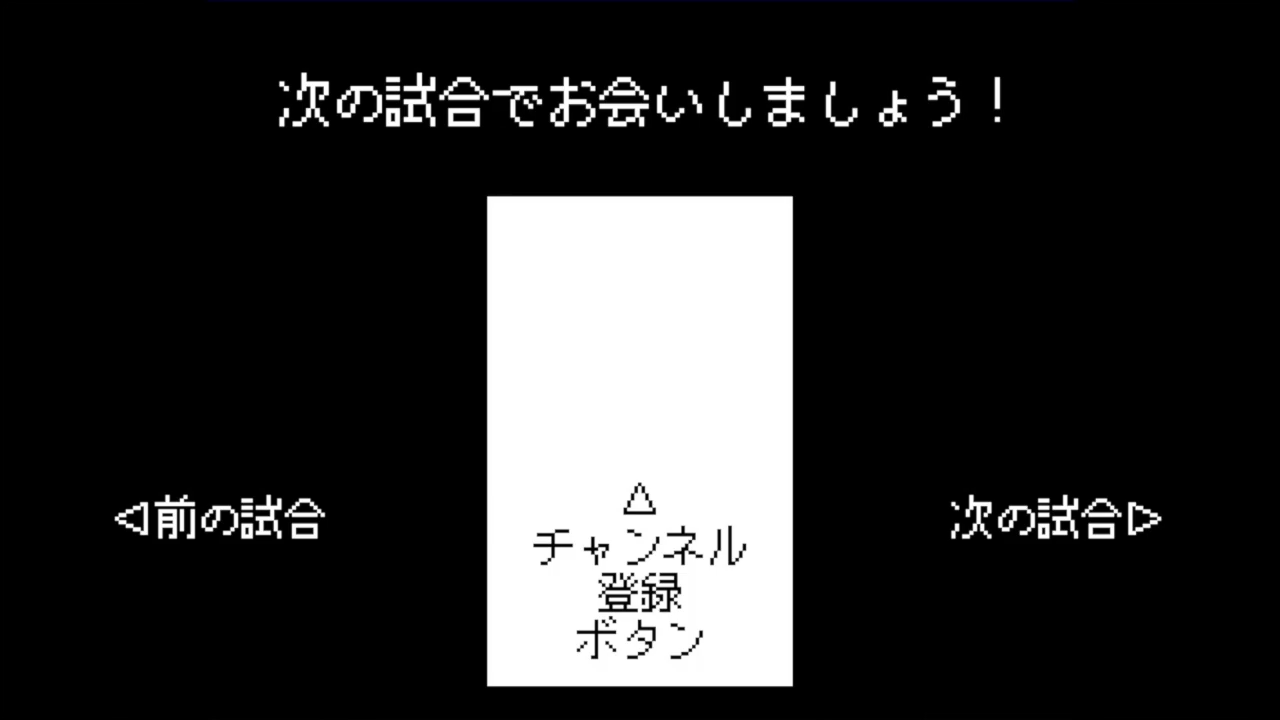 次の試合でお会いしましょう！
◁前の試合
△
チャンネル
登録
ボタン
次の試合▷